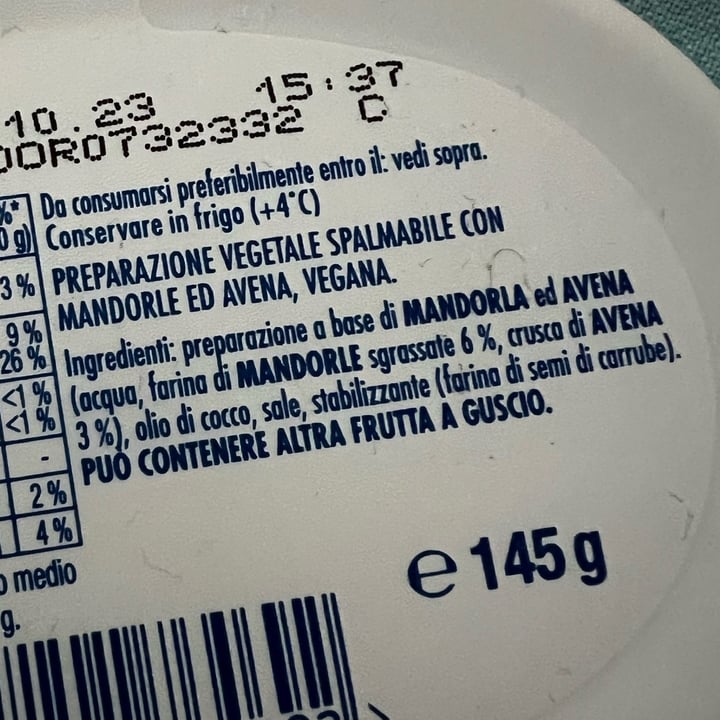 10.23 15:37
OOR0732332 C
%* Da consumarsi preferibilmente entro il: vedi sopra.
0 g) Conservare in frigo (+4°C)
3 % PREPARAZIONE VEGETALE SPALMABILE CON
9 % MANDORLE ED AVENA, VEGANA.
26 % Ingredienti: preparazione a base di MANDORLA ed AVENA
<1 % (acqua, farina di MANDORLE sgrassate 6 %, crusca di AVENA
<1 % 3 %), olio di cocco, sale, stabilizzante (farina di semi di carrube).
- PUÒ CONTENERE ALTRA FRUTTA A GUSCIO.
2 %
4 %
o medio
g.
e 145 g